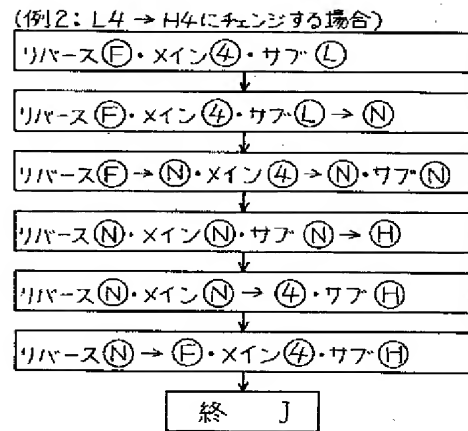 (例2:L4→H4にチェンジする場合)
リバースⒻ・メイン④・サブⓁ
リバースⒻ・メイン④・サブⓁ→Ⓝ
リバースⒻ→Ⓝ・メイン④→Ⓝ・サブⓃ
リバースⓃ・メインⓃ・サブⓃ→Ⓗ
リバースⓃ・メインⓃ→④・サブⒽ
リバースⓃ→Ⓕ・メイン④・サブⒽ
終 J